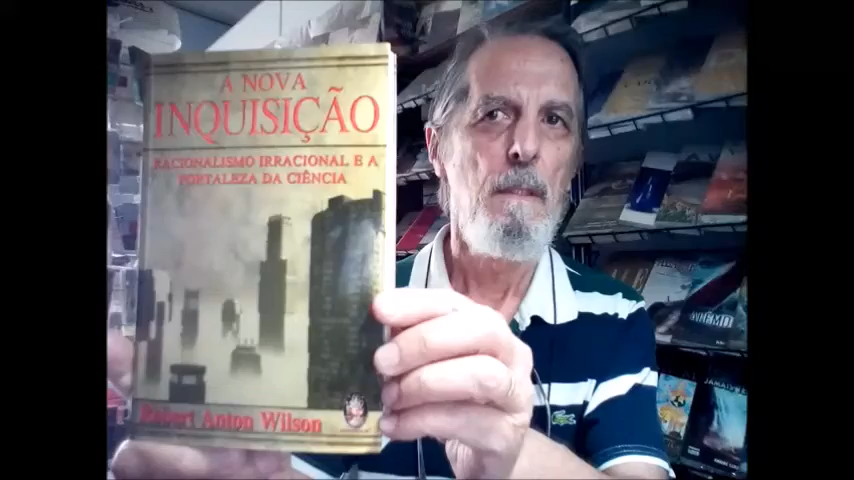 A NOVA
INQUISIÇÃO
RACIONALISMO IRRACIONAL E A
FORTALEZA DA CIÊNCIA
Robert Anton Wilson